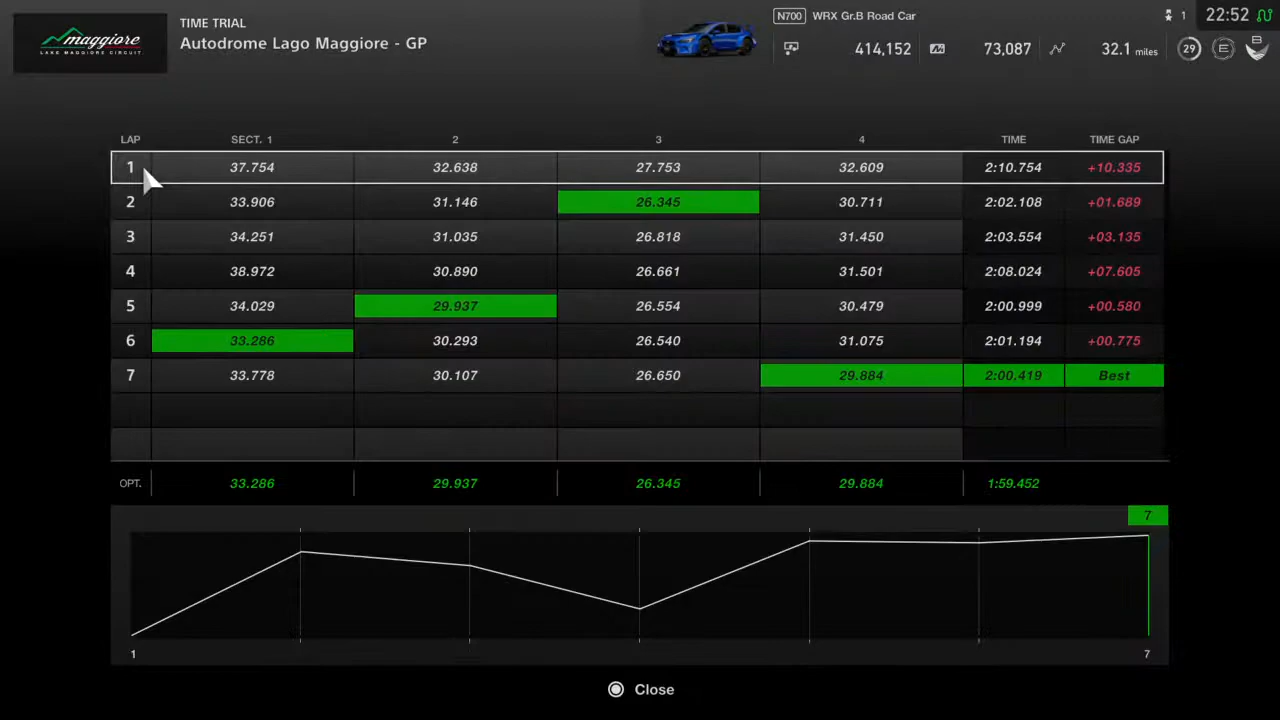 maggiore
LAKE MAGGIORE CIRCUIT
TIME TRIAL
Autodrome Lago Maggiore - GP
N700 WRX Gr.B Road Car
414,152 73,087 32.1 miles
1 22:52
29 E B
LAP SECT. 1 2 3 4 TIME TIME GAP
1 37.754 32.638 27.753 32.609 2:10.754 +10.335
2 33.906 31.146 26.345 30.711 2:02.108 +01.689
3 34.251 31.035 26.818 31.450 2:03.554 +03.135
4 38.972 30.890 26.661 31.501 2:08.024 +07.605
5 34.029 29.937 26.554 30.479 2:00.999 +00.580
6 33.286 30.293 26.540 31.075 2:01.194 +00.775
7 33.778 30.107 26.650 29.884 2:00.419 Best
OPT. 33.286 29.937 26.345 29.884 1:59.452
7
1 7
Close